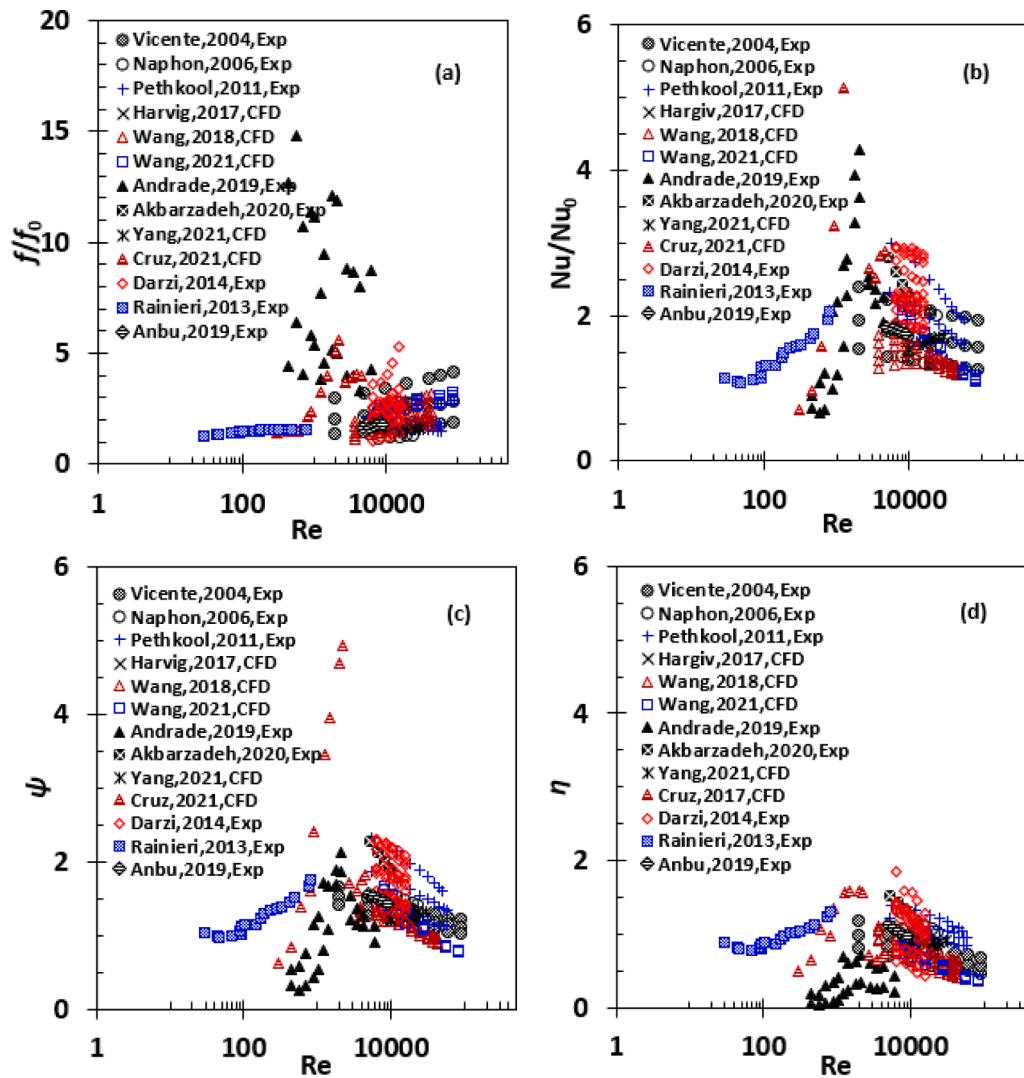 20
15
10
5
0
f/f0
Vicente,2004,Exp
Naphon,2006,Exp
Pethkool,2011,Exp
Harvig,2017,CFD
Wang,2018,CFD
Wang,2021,CFD
Andrade,2019,Exp
Akbarzadeh,2020,Exp
Yang,2021,CFD
Cruz,2021,CFD
Darzi,2014,Exp
Rainieri,2013,Exp
Anbu,2019,Exp
(a)
1 100 10000
Re
6
4
2
0
Nu/Nu0
Vicente,2004,Exp
Naphon,2006,Exp
Pethkool,2011,Exp
Hargiv,2017,CFD
Wang,2018,CFD
Wang,2021,CFD
Andrade,2019,Exp
Akbarzadeh,2020,Exp
Yang,2021,CFD
Cruz,2021,CFD
Darzi,2014,Exp
Rainieri,2013,Exp
Anbu,2019,Exp
(b)
1 100 10000
Re
6
4
2
0
ψ
Vicente,2004,Exp
Naphon,2006,Exp
Pethkool,2011,Exp
Harvig,2017,CFD
Wang,2018,CFD
Wang,2021,CFD
Andrade,2019,Exp
Akbarzadeh,2020,Exp
Yang,2021,CFD
Cruz,2021,CFD
Darzi,2014,Exp
Rainieri,2013,Exp
Anbu,2019,Exp
(c)
1 100 10000
Re
6
4
2
0
η
Vicente,2004,Exp
Naphon,2006,Exp
Pethkool,2011,Exp
Hargiv,2017,CFD
Wang,2018,CFD
Wang,2021,CFD
Andrade,2019,Exp
Akbarzadeh,2020,Exp
Yang,2021,CFD
Cruz,2017,CFD
Darzi,2014,Exp
Rainieri,2013,Exp
Anbu,2019,Exp
(d)
1 100 10000
Re